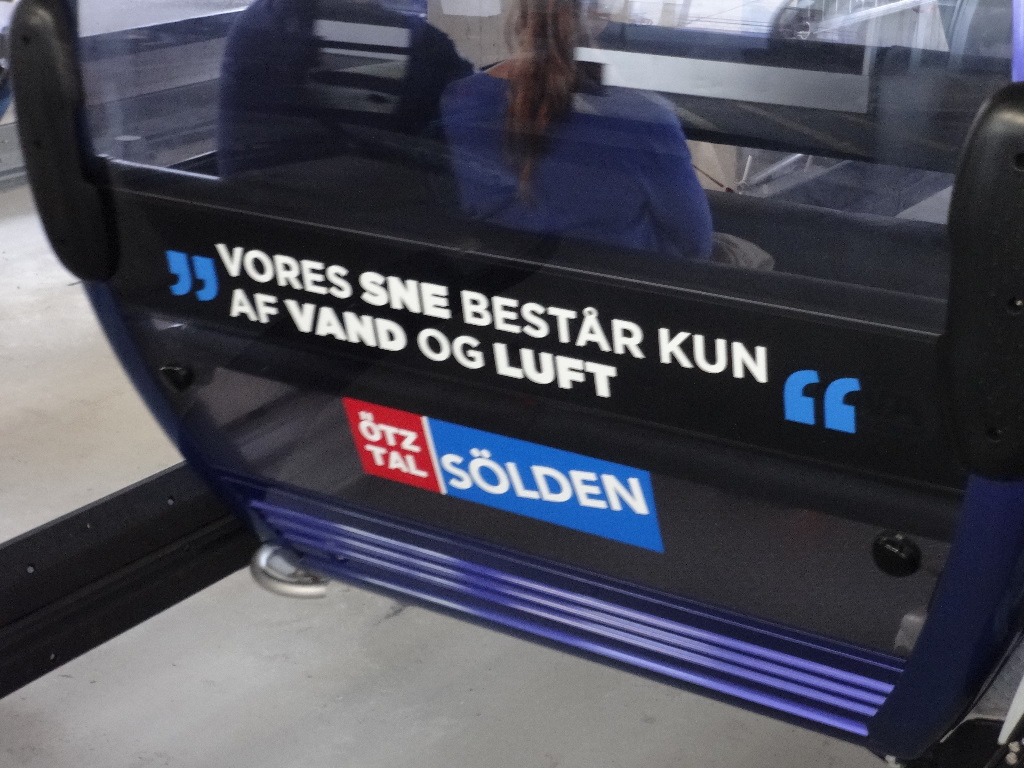 ” VORES SNE BESTÅR KUN
AF VAND OG LUFT “
ÖTZ
TAL
SÖLDEN